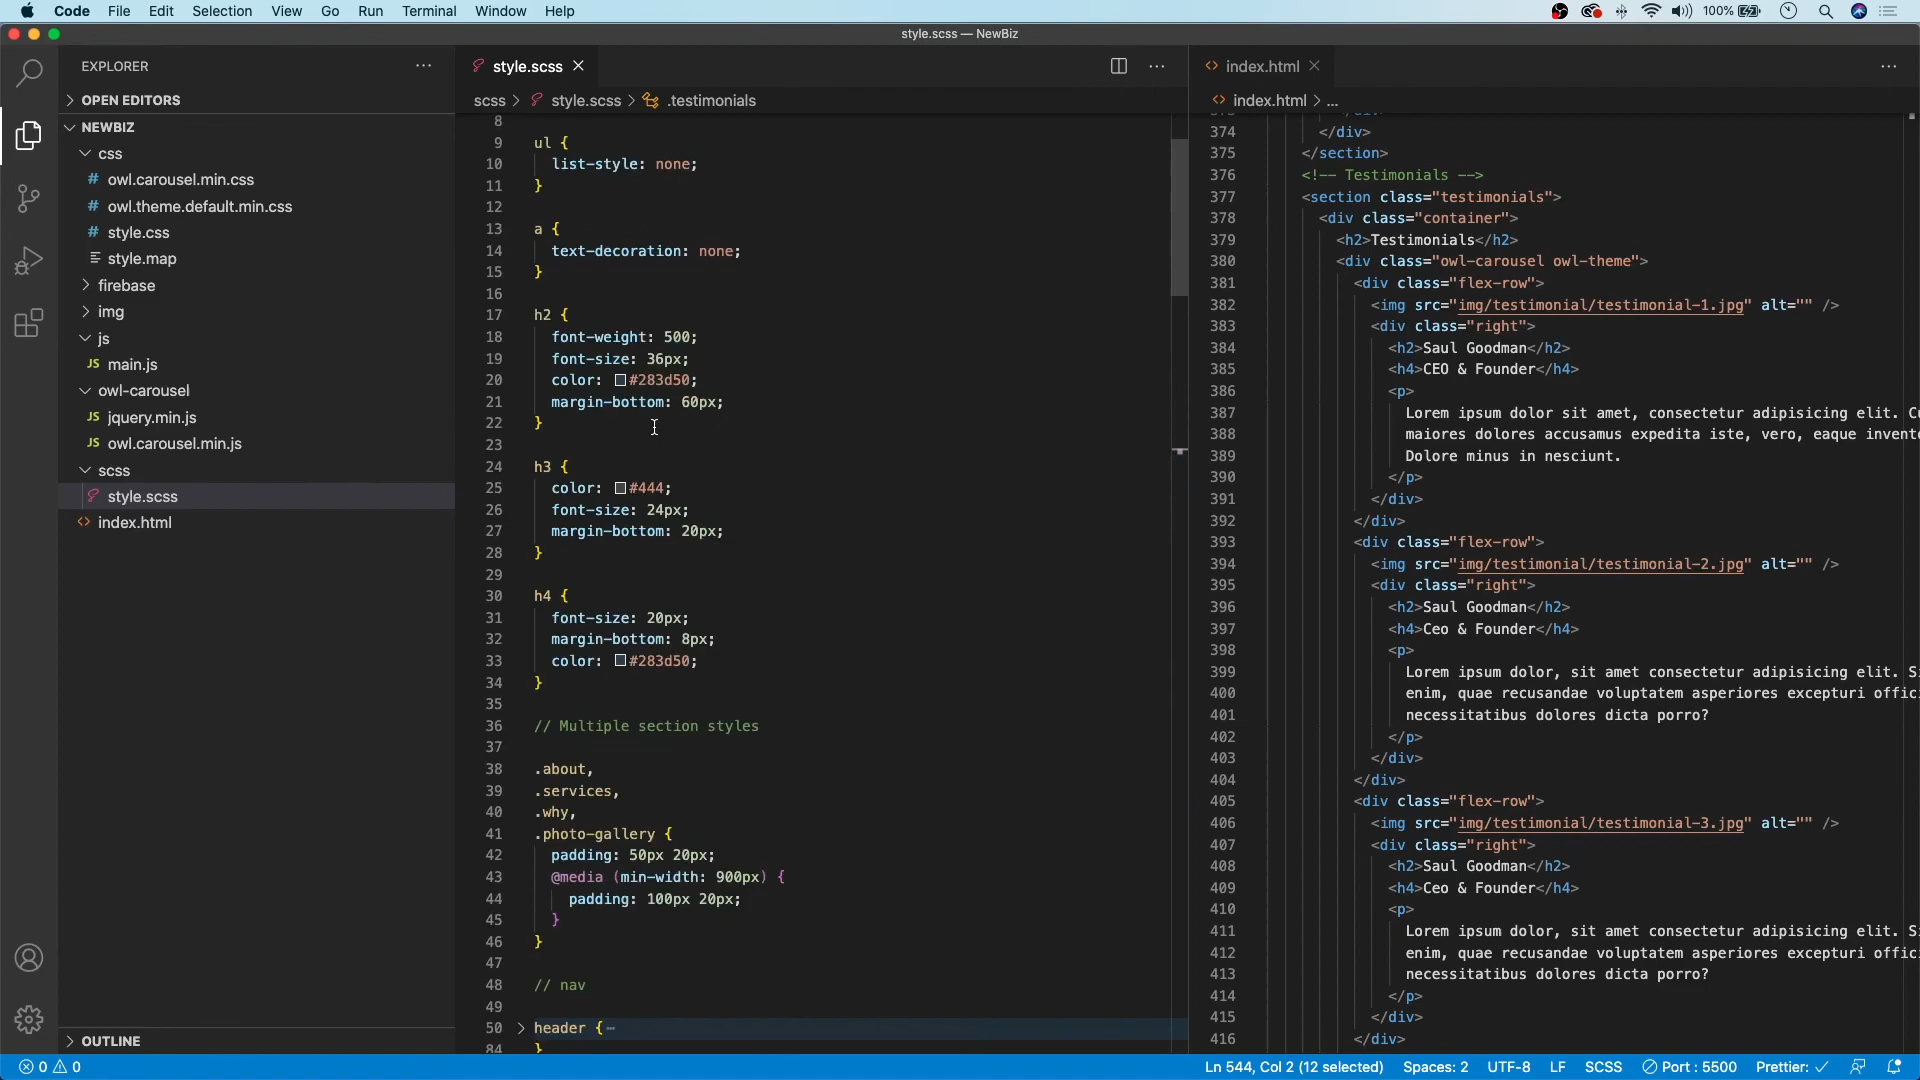 Code File Edit Selection View Go Run Terminal Window Help 100%
style.scss — NewBiz
EXPLORER
OPEN EDITORS
NEWBIZ
css
owl.carousel.min.css
owl.theme.default.min.css
style.css
style.map
firebase
img
js
JS main.js
owl-carousel
JS jquery.min.js
JS owl.carousel.min.js
scss
style.scss
index.html
OUTLINE
style.scss
scss > style.scss > .testimonials
8
9 ul {
10 list-style: none;
11 }
12
13 a {
14 text-decoration: none;
15 }
16
17 h2 {
18 font-weight: 500;
19 font-size: 36px;
20 color: #283d50;
21 margin-bottom: 60px;
22 }
23
24 h3 {
25 color: #444;
26 font-size: 24px;
27 margin-bottom: 20px;
28 }
29
30 h4 {
31 font-size: 20px;
32 margin-bottom: 8px;
33 color: #283d50;
34 }
35
36 // Multiple section styles
37
38 .about,
39 .services,
40 .why,
41 .photo-gallery {
42 padding: 50px 20px;
43 @media (min-width: 900px) {
44 padding: 100px 20px;
45 }
46 }
47
48 // nav
49
50 header {
84 }
index.html
index.html > ...
374 </div>
375 </section>
376 <!-- Testimonials -->
377 <section class="testimonials">
378 <div class="container">
379 <h2>Testimonials</h2>
380 <div class="owl-carousel owl-theme">
381 <div class="flex-row">
382 <img src="img/testimonial/testimonial-1.jpg" alt="" />
383 <div class="right">
384 <h2>Saul Goodman</h2>
385 <h4>CEO & Founder</h4>
386 <p>
387 Lorem ipsum dolor sit amet, consectetur adipisicing elit. Cu
388 maiores dolores accusamus expedita iste, vero, eaque invent
389 Dolore minus in nesciunt.
390 </p>
391 </div>
392 </div>
393 <div class="flex-row">
394 <img src="img/testimonial/testimonial-2.jpg" alt="" />
395 <div class="right">
396 <h2>Saul Goodman</h2>
397 <h4>Ceo & Founder</h4>
398 <p>
399 Lorem ipsum dolor, sit amet consectetur adipisicing elit. S
400 enim, quae recusandae voluptatem asperiores excepturi offic
401 necessitatibus dolores dicta porro?
402 </p>
403 </div>
404 </div>
405 <div class="flex-row">
406 <img src="img/testimonial/testimonial-3.jpg" alt="" />
407 <div class="right">
408 <h2>Saul Goodman</h2>
409 <h4>Ceo & Founder</h4>
410 <p>
411 Lorem ipsum dolor, sit amet consectetur adipisicing elit. S
412 enim, quae recusandae voluptatem asperiores excepturi offic
413 necessitatibus dolores dicta porro?
414 </p>
415 </div>
416 </div>
0 0 Ln 544, Col 2 (12 selected) Spaces: 2 UTF-8 LF SCSS Port : 5500 Prettier: ✓